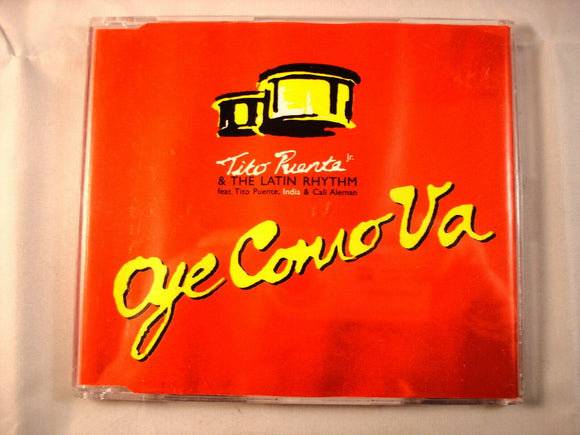 Tito Puente Jr.
& THE LATIN RHYTHM
feat. Tito Puente, India & Cali Aleman
Oye Como Va